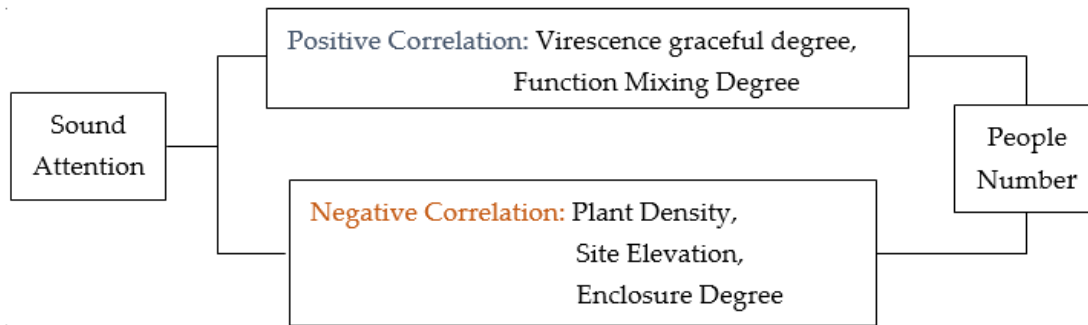 Sound
Attention
Positive Correlation: Virescence graceful degree,
Function Mixing Degree
Negative Correlation: Plant Density,
Site Elevation,
Enclosure Degree
People
Number